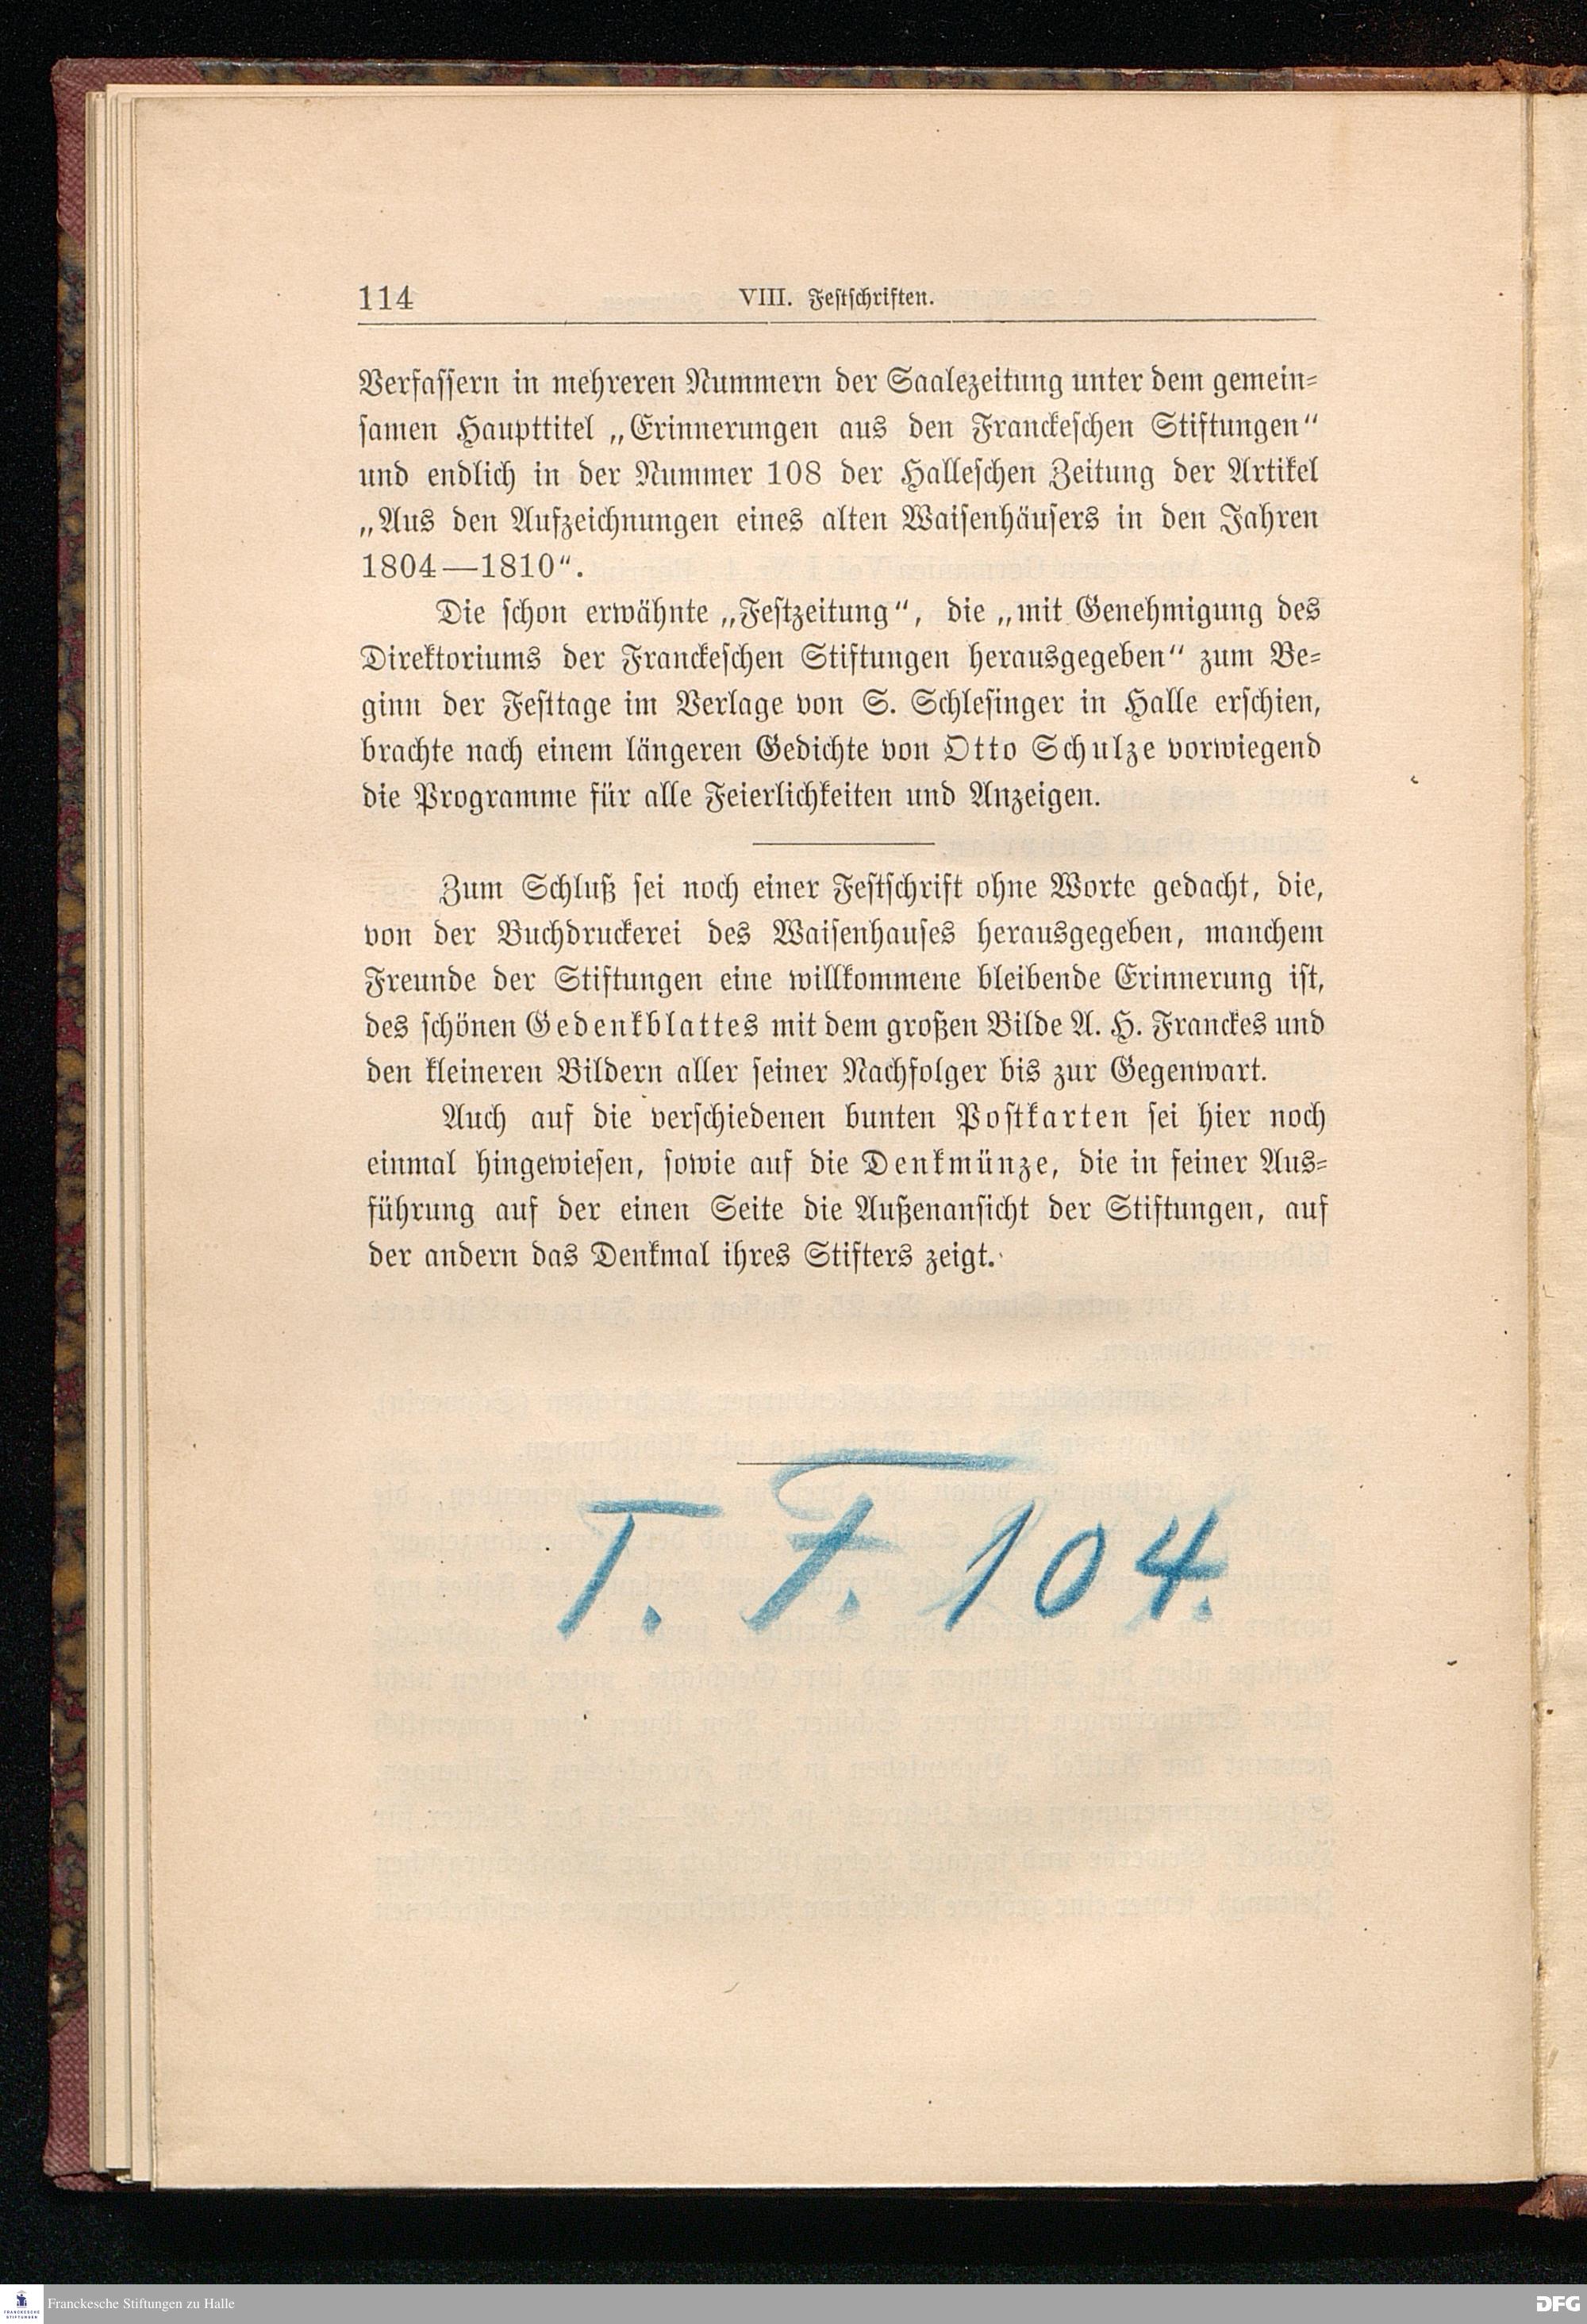 114
VIII. Festschriften.
Verfassern in mehreren Nummern der Saalezeitung unter dem gemein-
samen Haupttitel „Erinnerungen aus den Franckeschen Stiftungen“
und endlich in der Nummer 108 der Halleschen Zeitung der Artikel
„Aus den Aufzeichnungen eines alten Waisenhäusers in den Jahren
1804—1810“.
Die schon erwähnte „Festzeitung“, die „mit Genehmigung des
Direktoriums der Franckeschen Stiftungen herausgegeben“ zum Be-
ginn der Festtage im Verlage von S. Schlesinger in Halle erschien,
brachte nach einem längeren Gedichte von Otto Schulze vorwiegend
die Programme für alle Feierlichkeiten und Anzeigen.
Zum Schluß sei noch einer Festschrift ohne Worte gedacht, die,
von der Buchdruckerei des Waisenhauses herausgegeben, manchem
Freunde der Stiftungen eine willkommene bleibende Erinnerung ist,
des schönen Gedenkblattes mit dem großen Bilde A. H. Franckes und
den kleineren Bildern aller seiner Nachfolger bis zur Gegenwart.
Auch auf die verschiedenen bunten Postkarten sei hier noch
einmal hingewiesen, sowie auf die Denkmünze, die in feiner Aus-
führung auf der einen Seite die Außenansicht der Stiftungen, auf
der andern das Denkmal ihres Stifters zeigt.
T. F. 104.
FRANCKESCHE STIFTUNGEN
Franckesche Stiftungen zu Halle
DFG